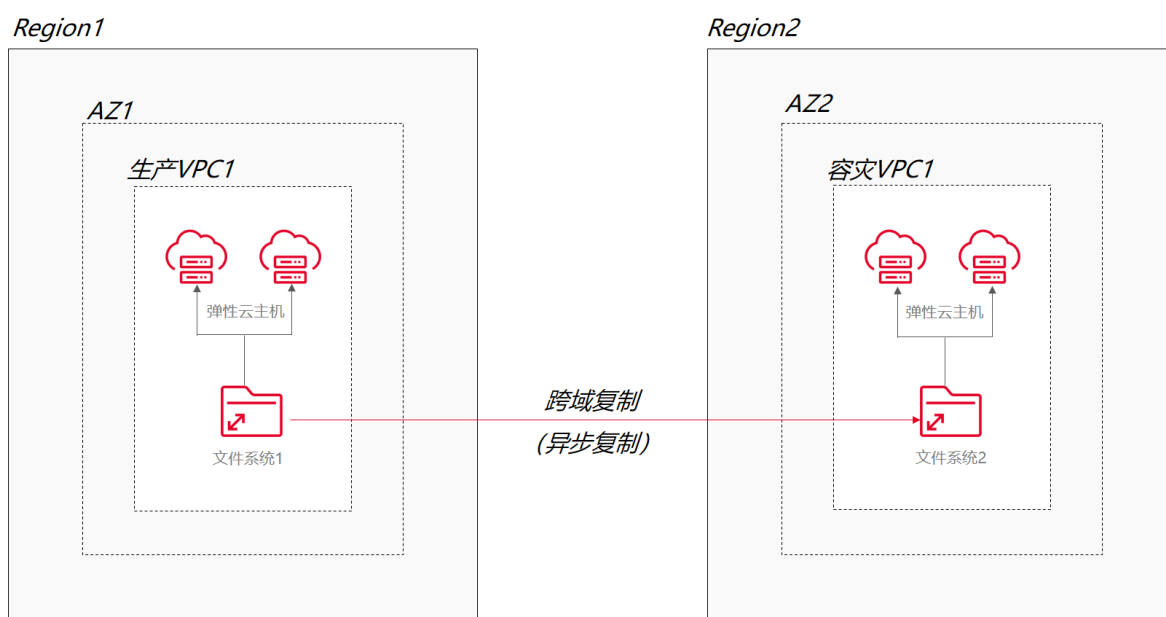 Region1
AZ1
生产VPC1
弹性云主机
文件系统1
跨域复制
(异步复制)
Region2
AZ2
容灾VPC1
弹性云主机
文件系统2